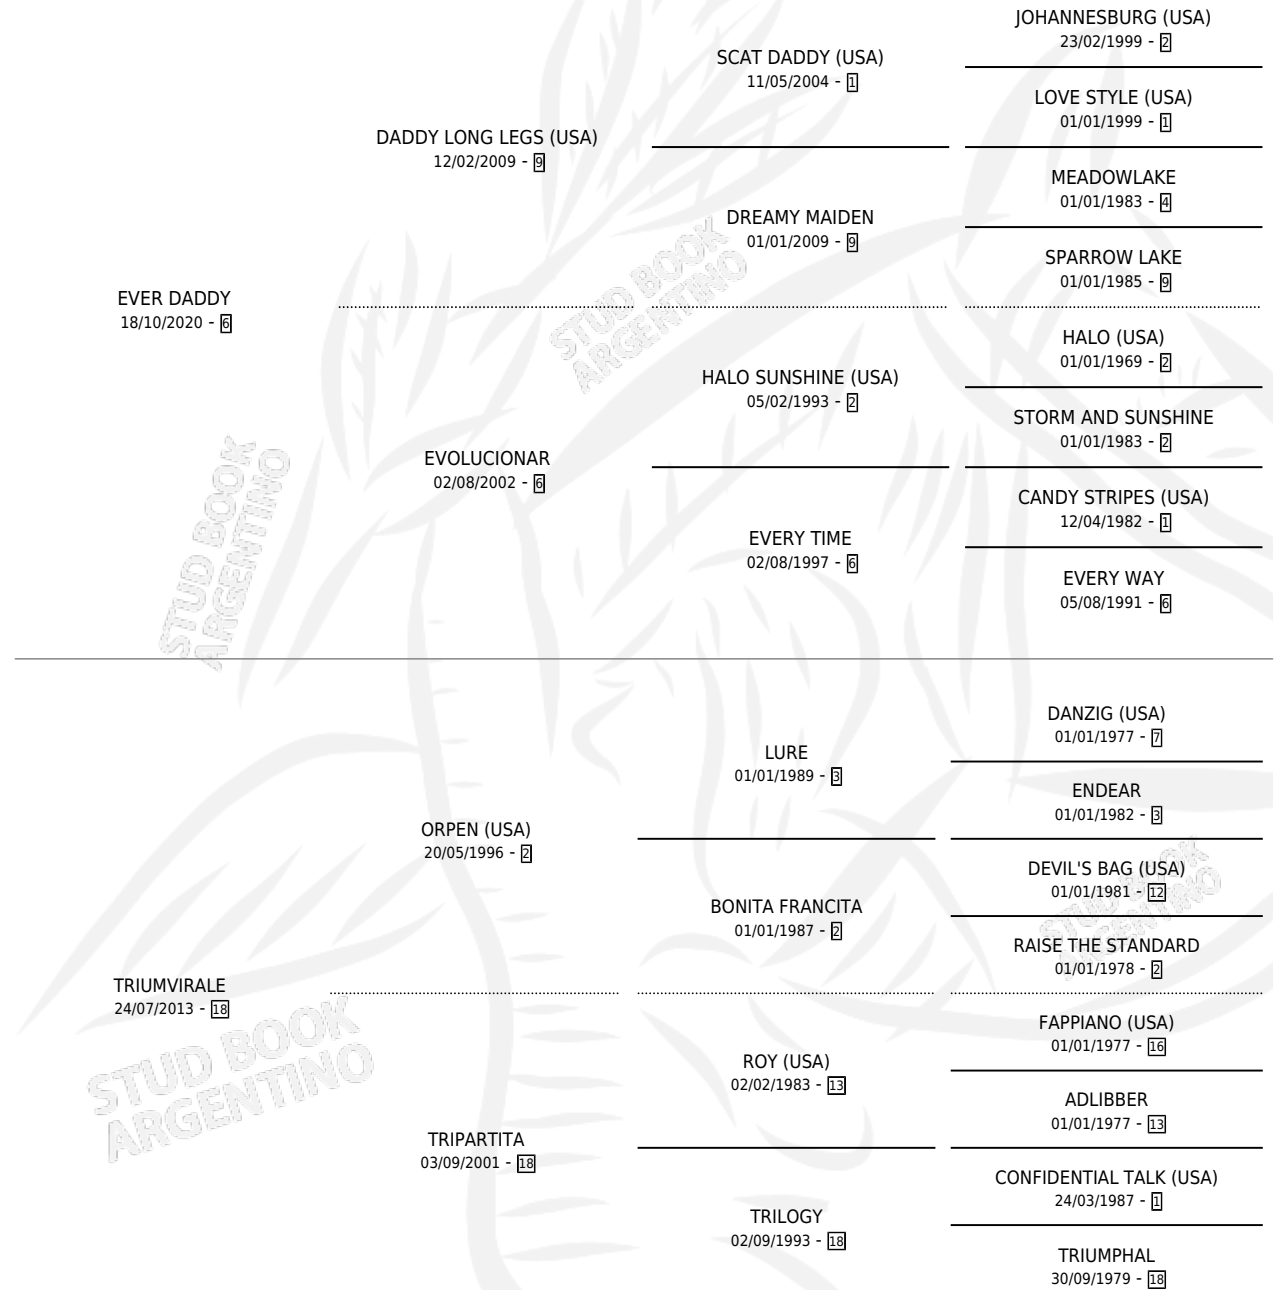 JOHANNESBURG (USA)
23/02/1999 - 2
SCAT DADDY (USA)
11/05/2004 - 1
LOVE STYLE (USA)
01/01/1999 - 1
DADDY LONG LEGS (USA)
12/02/2009 - 9
MEADOWLAKE
01/01/1983 - 4
DREAMY MAIDEN
01/01/2009 - 9
SPARROW LAKE
01/01/1985 - 9
EVER DADDY
18/10/2020 - 6
HALO (USA)
01/01/1969 - 2
HALO SUNSHINE (USA)
05/02/1993 - 2
STORM AND SUNSHINE
01/01/1983 - 2
EVOLUCIONAR
02/08/2002 - 6
CANDY STRIPES (USA)
12/04/1982 - 1
EVERY TIME
02/08/1997 - 6
EVERY WAY
05/08/1991 - 6
DANZIG (USA)
01/01/1977 - 7
LURE
01/01/1989 - 3
ENDEAR
01/01/1982 - 3
ORPEN (USA)
20/05/1996 - 2
DEVIL'S BAG (USA)
01/01/1981 - 12
BONITA FRANCITA
01/01/1987 - 2
RAISE THE STANDARD
01/01/1978 - 2
TRIUMVIRALE
24/07/2013 - 18
FAPPIANO (USA)
01/01/1977 - 16
ROY (USA)
02/02/1983 - 13
ADLIBBER
01/01/1977 - 13
TRIPARTITA
03/09/2001 - 18
CONFIDENTIAL TALK (USA)
24/03/1987 - 1
TRILOGY
02/09/1993 - 18
TRIUMPHAL
30/09/1979 - 18
STUD BOOK
ARGENTINO
STUD BOOK
ARGENTINO
STUD BOOK
ARGENTINO
STUD BOOK
ARGENTINO